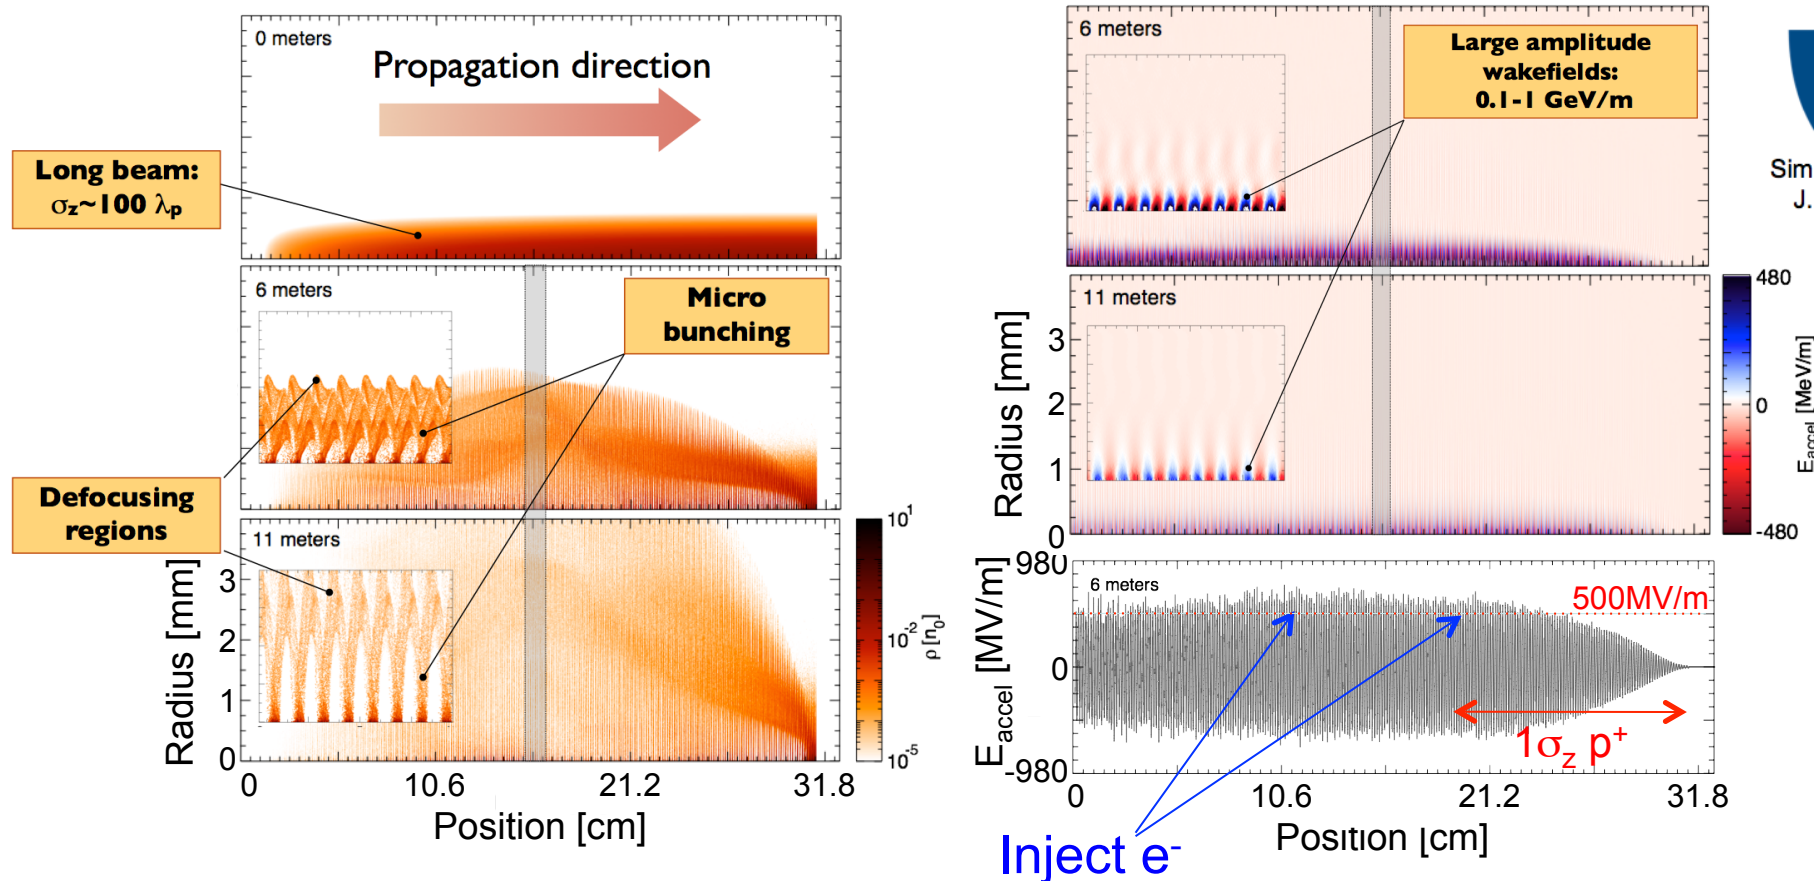 0 meters
Propagation direction
Long beam:
σz~100 λp
6 meters
Micro
bunching
Defocusing
regions
11 meters
Radius [mm]
3
2
1
0
10¹
10⁻²
10⁻⁵
ρ [n₀]
0
10.6
21.2
31.8
Position [cm]
6 meters
Large amplitude
wakefields:
0.1-1 GeV/m
Sim
J.
11 meters
Radius [mm]
3
2
1
0
480
0
-480
Eaccel [MeV/m]
6 meters
500MV/m
Eaccel [MV/m]
980
0
-980
1σz p⁺
0
10.6
21.2
31.8
Position [cm]
Inject e⁻